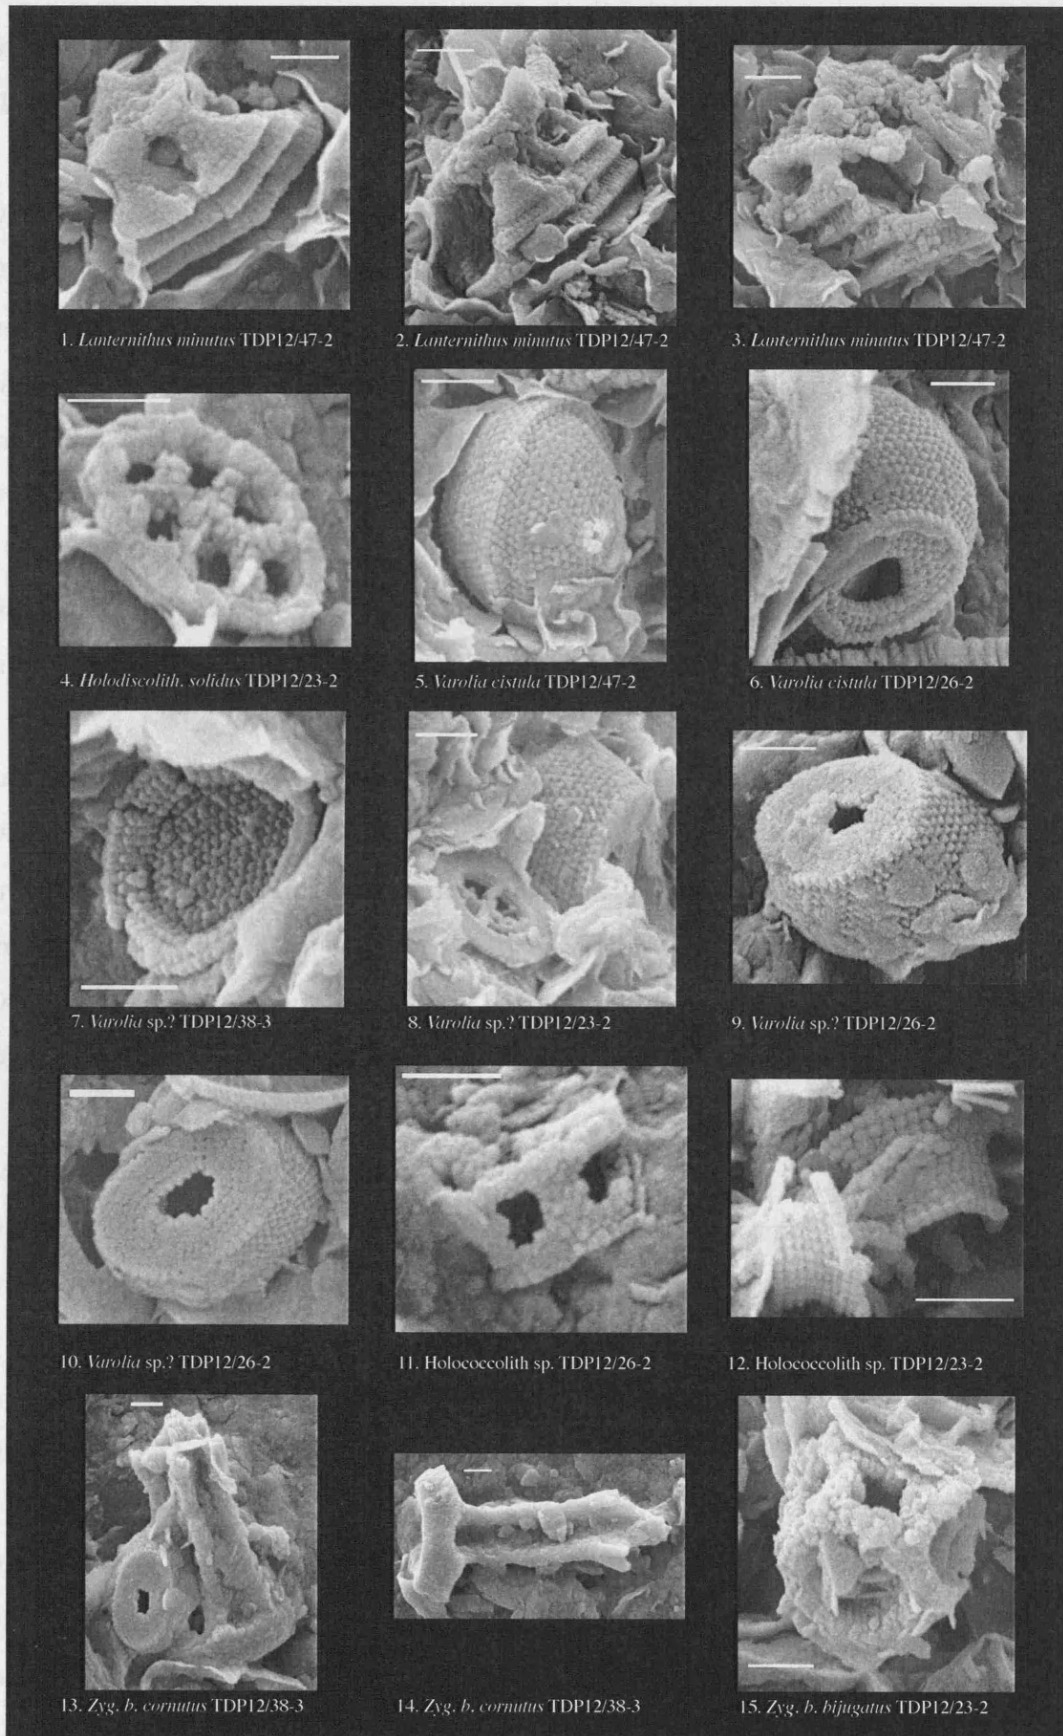 1. Lanternithus minutus TDP12/47-2
2. Lanternithus minutus TDP12/47-2
3. Lanternithus minutus TDP12/47-2
4. Holodiscolith. solidus TDP12/23-2
5. Varolia cistula TDP12/47-2
6. Varolia cistula TDP12/26-2
7. Varolia sp.? TDP12/38-3
8. Varolia sp.? TDP12/23-2
9. Varolia sp.? TDP12/26-2
10. Varolia sp.? TDP12/26-2
11. Holococcolith sp. TDP12/26-2
12. Holococcolith sp. TDP12/23-2
13. Zyg. b. cornutus TDP12/38-3
14. Zyg. b. cornutus TDP12/38-3
15. Zyg. b. bijugatus TDP12/23-2